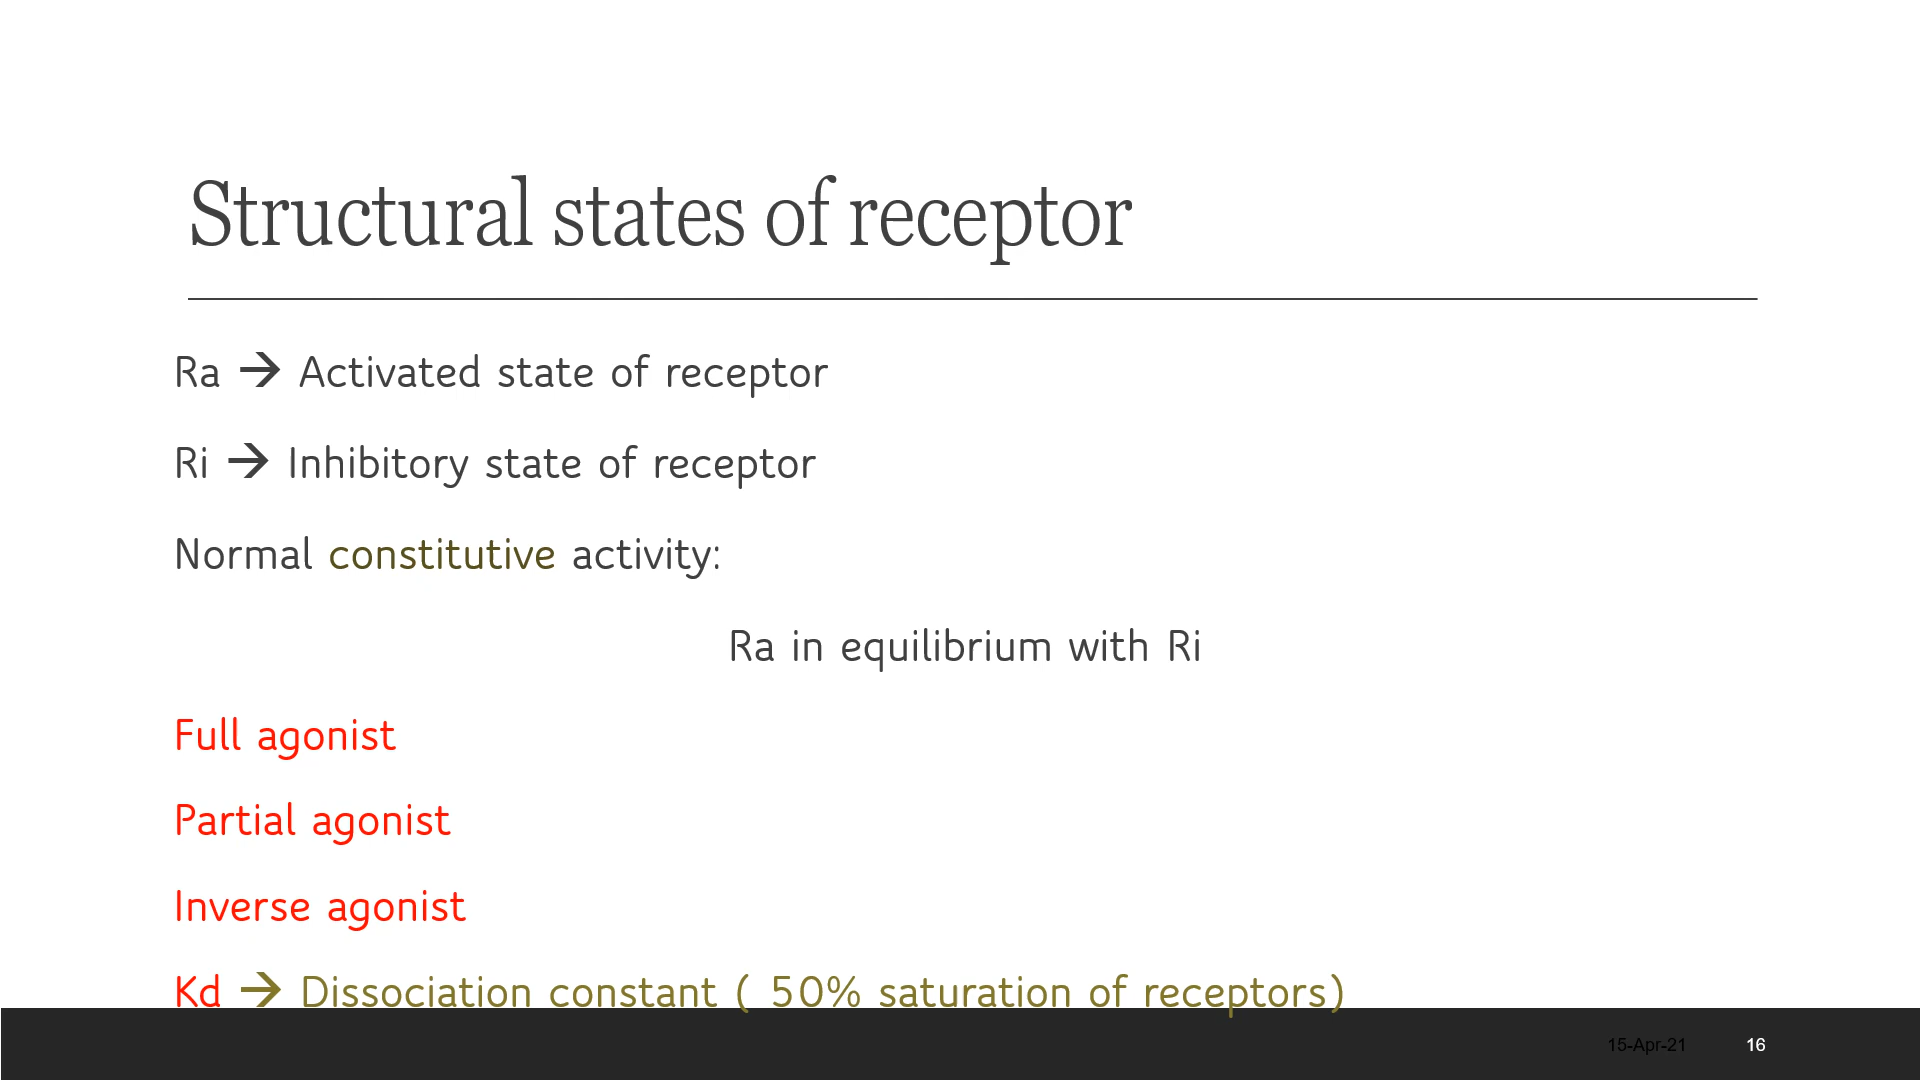 Structural states of receptor
Ra → Activated state of receptor
Ri → Inhibitory state of receptor
Normal constitutive activity:
Ra in equilibrium with Ri
Full agonist
Partial agonist
Inverse agonist
Kd → Dissociation constant ( 50% saturation of receptors)
15-Apr-21 16